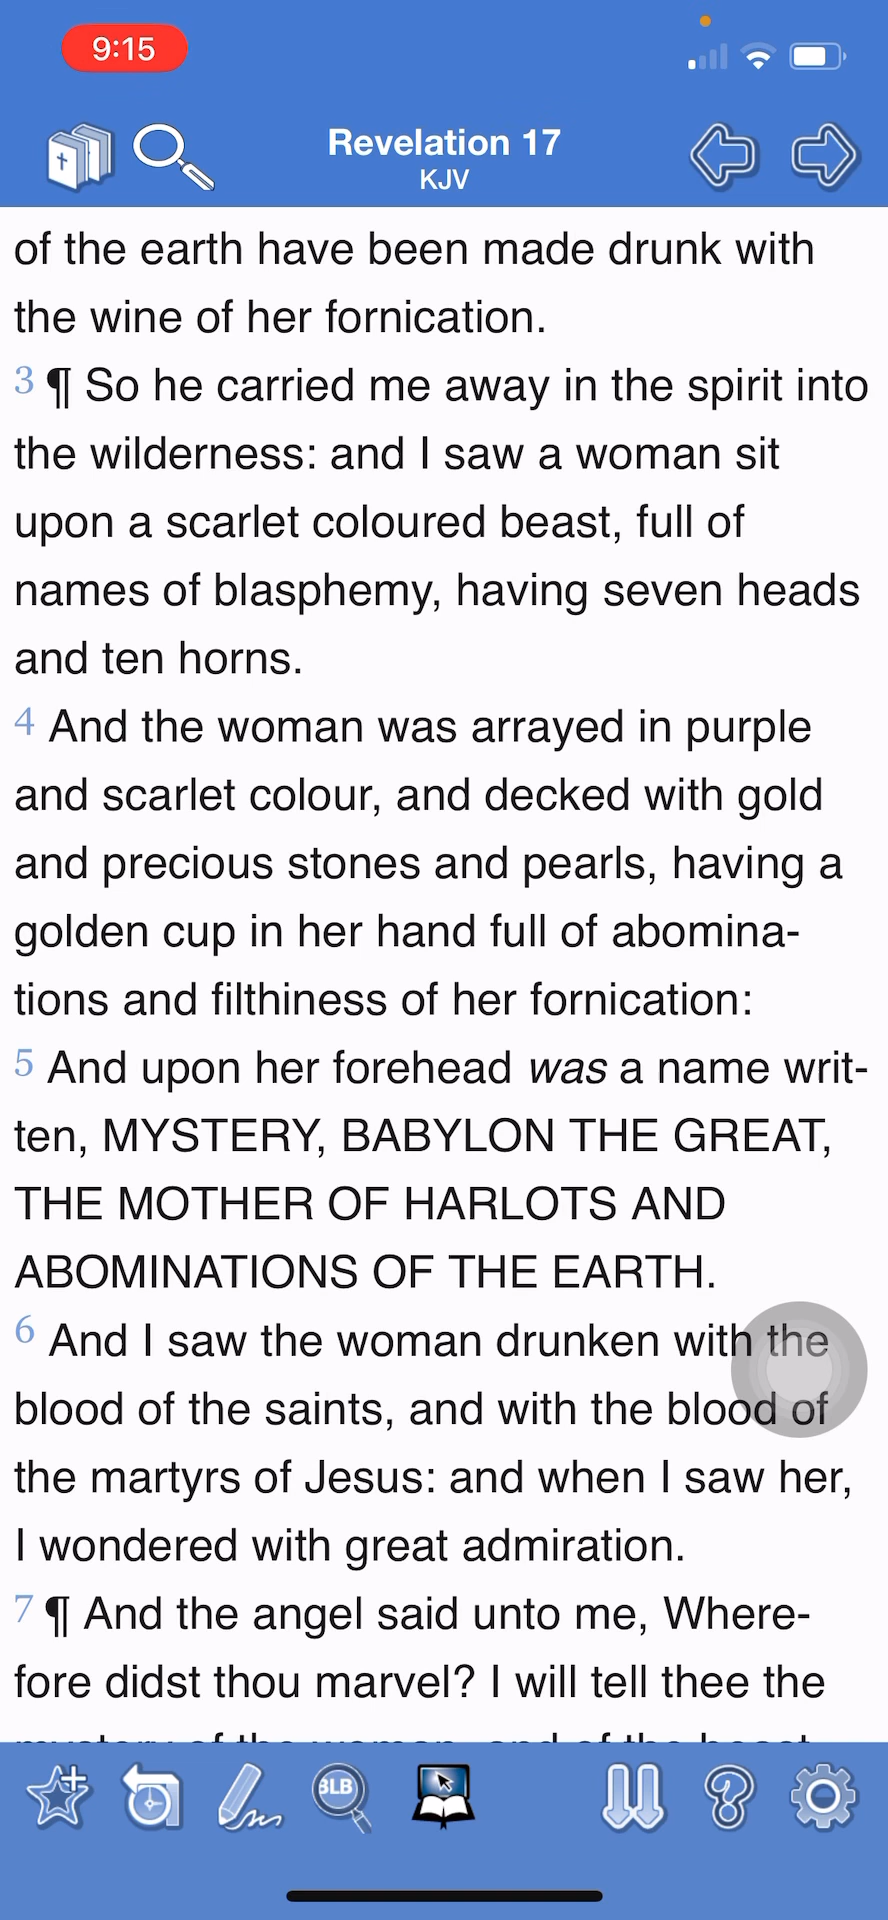 9:15
Revelation 17
KJV
of the earth have been made drunk with
the wine of her fornication.
3 ¶ So he carried me away in the spirit into
the wilderness: and I saw a woman sit
upon a scarlet coloured beast, full of
names of blasphemy, having seven heads
and ten horns.
4 And the woman was arrayed in purple
and scarlet colour, and decked with gold
and precious stones and pearls, having a
golden cup in her hand full of abomina-
tions and filthiness of her fornication:
5 And upon her forehead was a name writ-
ten, MYSTERY, BABYLON THE GREAT,
THE MOTHER OF HARLOTS AND
ABOMINATIONS OF THE EARTH.
6 And I saw the woman drunken with the
blood of the saints, and with the blood of
the martyrs of Jesus: and when I saw her,
I wondered with great admiration.
7 ¶ And the angel said unto me, Where-
fore didst thou marvel? I will tell thee the
mystery of the woman, and of the beast
BLB